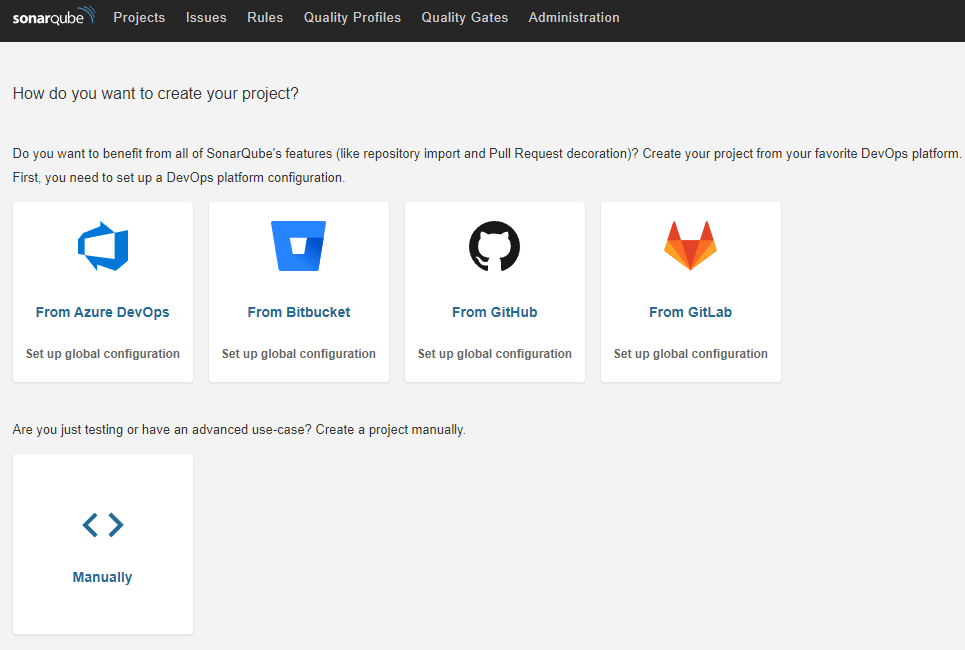 sonarqube Projects Issues Rules Quality Profiles Quality Gates Administration
How do you want to create your project?
Do you want to benefit from all of SonarQube's features (like repository import and Pull Request decoration)? Create your project from your favorite DevOps platform.
First, you need to set up a DevOps platform configuration.
From Azure DevOps From Bitbucket From GitHub From GitLab
Set up global configuration Set up global configuration Set up global configuration Set up global configuration
Are you just testing or have an advanced use-case? Create a project manually.
Manually